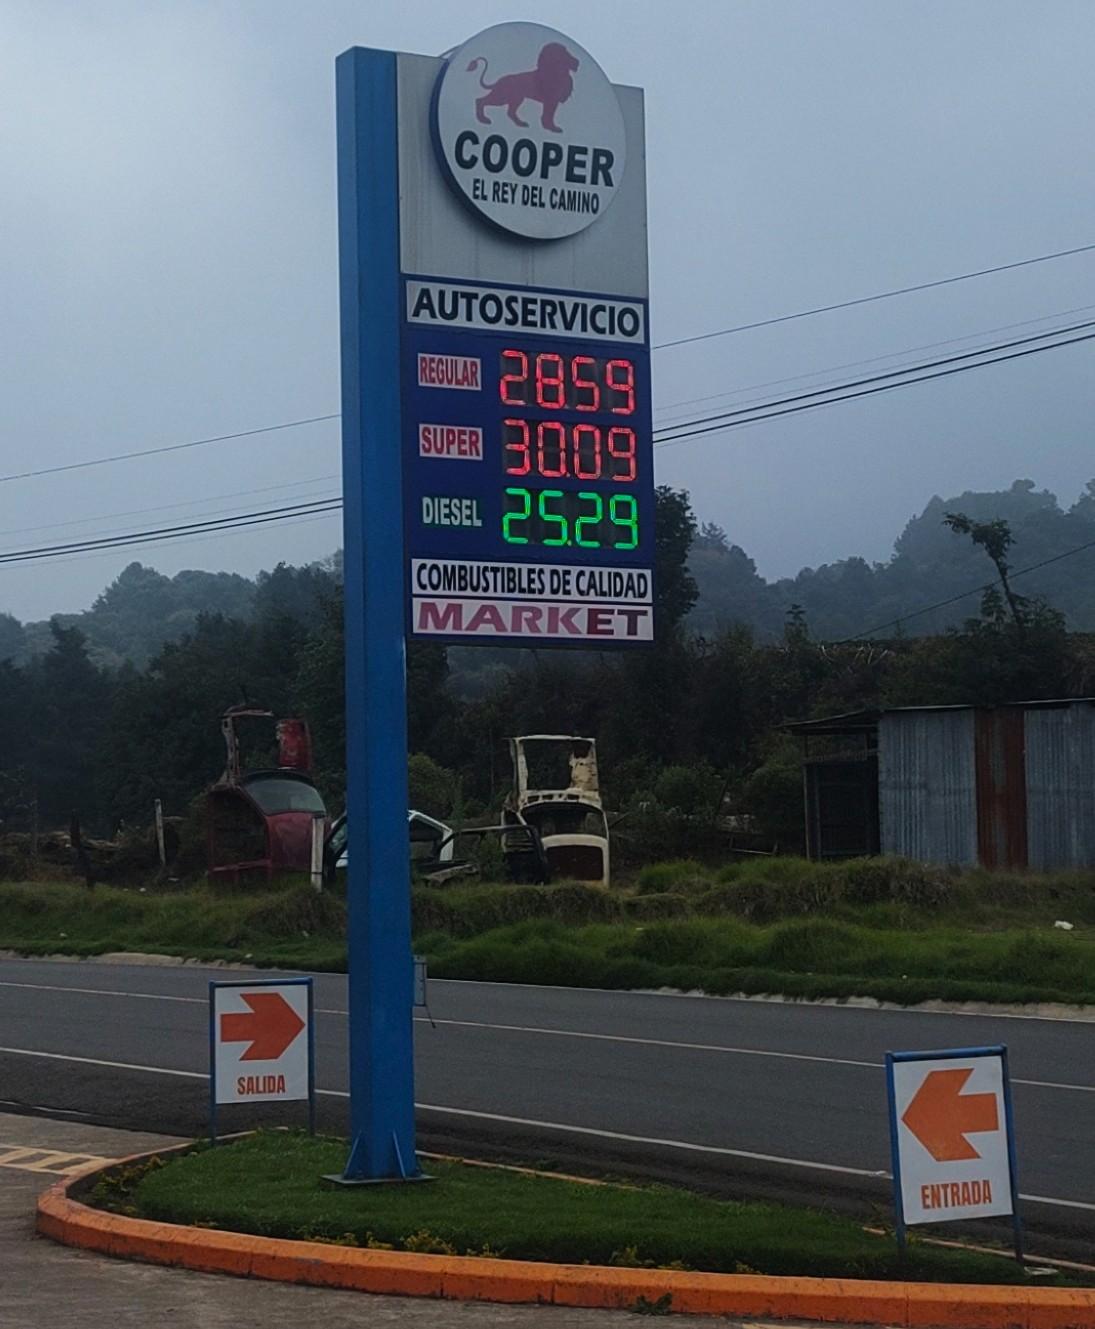 COOPER
EL REY DEL CAMINO
AUTOSERVICIO
REGULAR 28.59
SUPER 30.09
DIESEL 25.29
COMBUSTIBLES DE CALIDAD
MARKET
SALIDA
ENTRADA